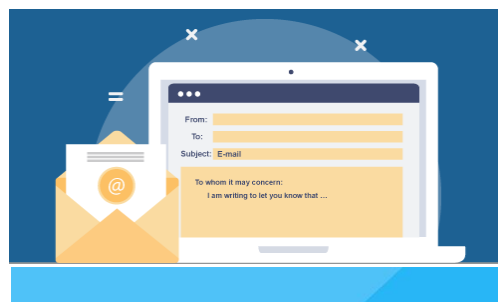 From:
To:
Subject: E-mail
@
To whom it may concern:
I am writing to let you know that ...